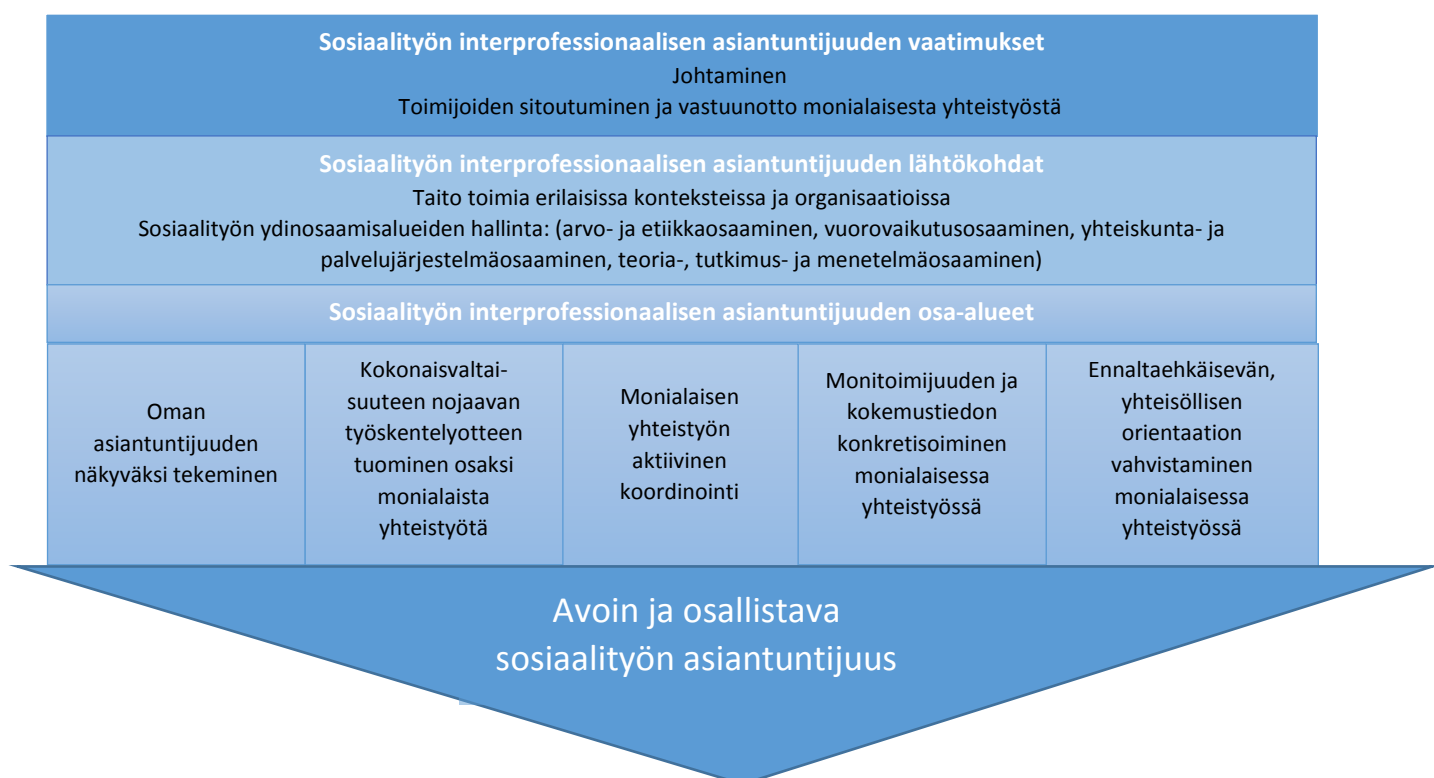 Sosiaalityön interprofessionaalisen asiantuntijuuden vaatimukset
Johtaminen
Toimijoiden sitoutuminen ja vastuunotto monialaisesta yhteistyöstä
Sosiaalityön interprofessionaalisen asiantuntijuuden lähtökohdat
Taito toimia erilaisissa konteksteissa ja organisaatioissa
Sosiaalityön ydinosaamisalueiden hallinta: (arvo- ja etiikkaosaaminen, vuorovaikutusosaaminen, yhteiskunta- ja
palvelujärjestelmäosaaminen, teoria-, tutkimus- ja menetelmäosaaminen)
Sosiaalityön interprofessionaalisen asiantuntijuuden osa-alueet
Oman
asiantuntijuuden
näkyväksi tekeminen
Kokonaisvaltai-
suuteen nojaavan
työskentelyotteen
tuominen osaksi
monialaista
yhteistyötä
Monialaisen
yhteistyön
aktiivinen
koordinointi
Monitoimijuuden ja
kokemustiedon
konkretisoiminen
monialaisessa
yhteistyössä
Ennaltaehkäisevän,
yhteisöllisen
orientaation
vahvistaminen
monialaisessa
yhteistyössä
Avoin ja osallistava
sosiaalityön asiantuntijuus